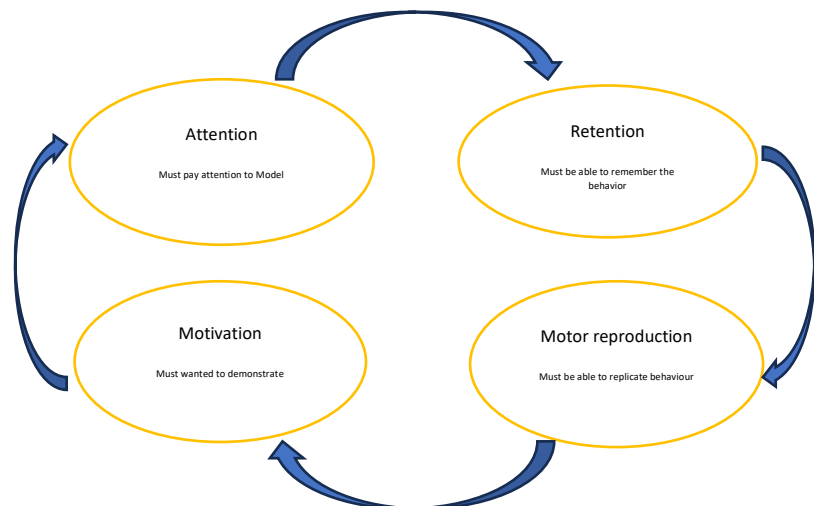 Attention
Must pay attention to Model
Retention
Must be able to remember the
behavior
Motivation
Must wanted to demonstrate
Motor reproduction
Must be able to replicate behaviour